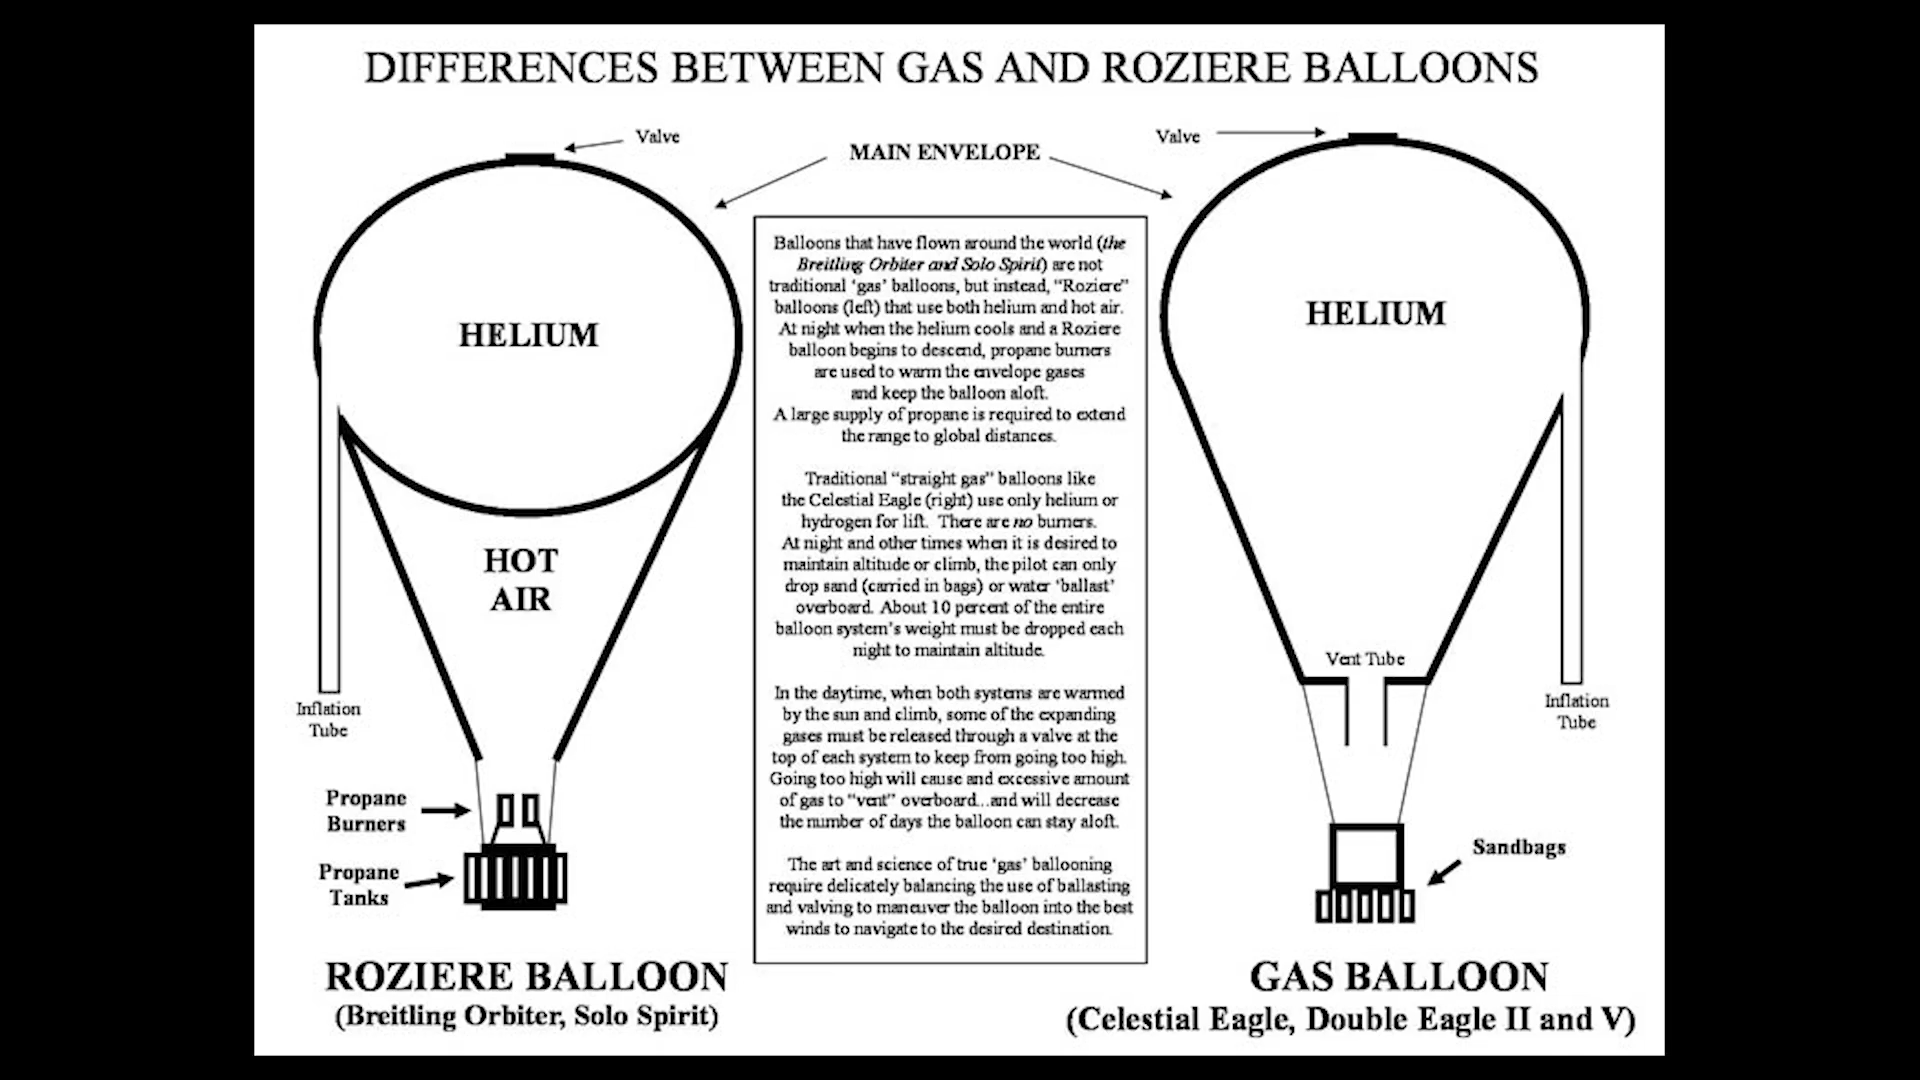 DIFFERENCES BETWEEN GAS AND ROZIERE BALLOONS
Valve
MAIN ENVELOPE
Valve
HELIUM
HOT
AIR
Inflation
Tube
Propane
Burners
Propane
Tanks
ROZIERE BALLOON
(Breitling Orbiter, Solo Spirit)
Balloons that have flown around the world (the
Breitling Orbiter and Solo Spirit) are not
traditional 'gas' balloons, but instead, "Roziere"
balloons (left) that use both helium and hot air.
At night when the helium cools and a Roziere
balloon begins to descend, propane burners
are used to warm the envelope gases
and keep the balloon aloft.
A large supply of propane is required to extend
the range to global distances.
Traditional "straight gas" balloons like
the Celestial Eagle (right) use only helium or
hydrogen for lift. There are no burners.
At night and other times when it is desired to
maintain altitude or climb, the pilot can only
drop sand (carried in bags) or water 'ballast'
overboard. About 10 percent of the entire
balloon system's weight must be dropped each
night to maintain altitude.
In the daytime, when both systems are warmed
by the sun and climb, some of the expanding
gases must be released through a valve at the
top of each system to keep from going too high.
Going too high will cause and excessive amount
of gas to "vent" overboard...and will decrease
the number of days the balloon can stay aloft.
The art and science of true 'gas' ballooning
require delicately balancing the use of ballasting
and valving to maneuver the balloon into the best
winds to navigate to the desired destination.
HELIUM
Vent Tube
Inflation
Tube
Sandbags
GAS BALLOON
(Celestial Eagle, Double Eagle II and V)